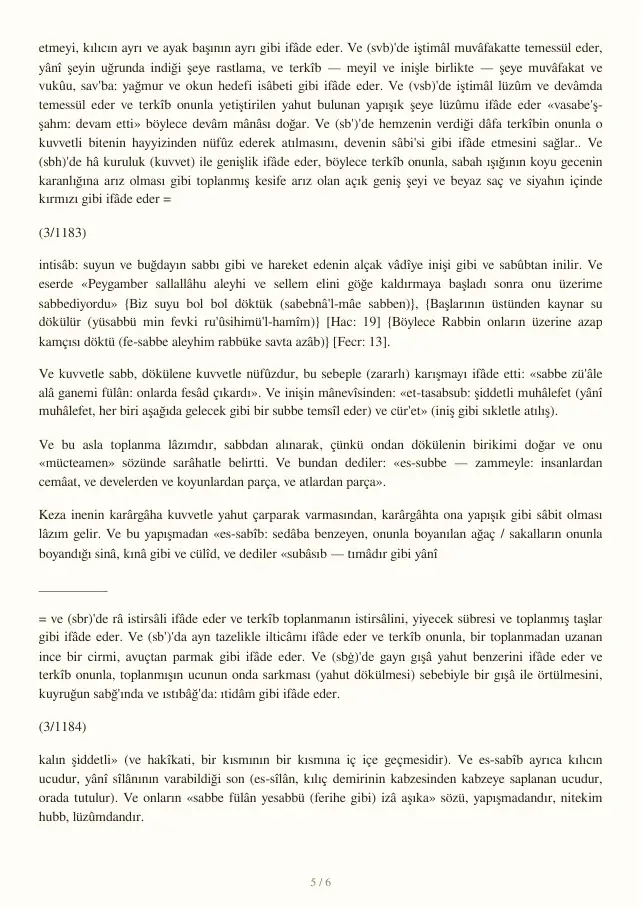 etmeyi, kılıcın ayrı ve ayak başının ayrı gibi ifâde eder. Ve (svb)'de iştimâl muvâfakatte temessül eder,
yânî şeyin uğrunda indiği şeye rastlama, ve terkîb — meyil ve inişle birlikte — şeye muvâfakat ve
vukûu, sav'ba: yağmur ve okun hedefi isâbeti gibi ifâde eder. Ve (vsb)'de iştimal lüzûm ve devâmda
temessül eder ve terkîb onunla yetiştirilen yahut bulunan yapışık şeye lüzûmu ifâde eder «vasabe'ş-
şahm: devam etti» böylece devâm mânâsı doğar. Ve (sb')'de hemzenin verdiği dâfa terkîbin onunla o
kuvvetli bitenin hayyizinden nüfûz ederek atılmasını, devenin sâbi'si gibi ifâde etmesini sağlar.. Ve
(sbh)'de hâ kuruluk (kuvvet) ile genişlik ifâde eder, böylece terkîb onunla, sabah ışığının koyu gecenin
karanlığına arız olması gibi toplanmış kesife arız olan açık geniş şeyi ve beyaz saç ve siyahın içinde
kırmızı gibi ifâde eder =
(3/1183)
intisâb: suyun ve buğdayın sabbı gibi ve hareket edenin alçak vâdîye inişi gibi ve sabûbtan inilir. Ve
eserde «Peygamber sallallâhu aleyhi ve sellem elini göğe kaldırmaya başladı sonra onu üzerime
sabbediyordu» {Biz suyu bol bol döktük (sabebnâ'l-mâe sabben)}, {Başlarının üstünden kaynar su
dökülür (yüsabbü min fevki ru'ûsihimü'l-hamîm)} [Hac: 19] {Böylece Rabbin onların üzerine azap
kamçısı döktü (fe-sabbe aleyhim rabbüke savta azâb)} [Fecr: 13].
Ve kuvvetle sabb, dökülene kuvvetle nüfûzdur, bu sebeple (zararlı) karışmayı ifâde etti: «sabbe zü'âle
alâ ganemi fülân: onlarda fesâd çıkardı». Ve inişin mânevîsinden: «et-tasabsub: şiddetli muhâlefet (yânî
muhâlefet, her biri aşağıda gelecek gibi bir subbe temsîl eder) ve cür'et» (iniş gibi sıkletle atılış).
Ve bu asla toplanma lâzımdır, sabbdan alınarak, çünkü ondan dökülenin birikimi doğar ve onu
«mücteamen» sözünde sarâhatle belirtti. Ve bundan dediler: «es-subbe — zammeyle: insanlardan
cemâat, ve develerden ve koyunlardan parça, ve atlardan parça».
Keza inenin karârgâha kuvvetle yahut çarparak varmasından, karârgâhta ona yapışık gibi sâbit olması
lâzım gelir. Ve bu yapışmadan «es-sabîb: sedâba benzeyen, onunla boyanılan ağaç / sakalların onunla
boyandığı sinâ, kınâ gibi ve cülîd, ve dediler «subâsıb — tımâdır gibi yânî
= ve (sbr)'de râ istirsâli ifâde eder ve terkîb toplanmanın istirsâlini, yiyecek sübresi ve toplanmış taşlar
gibi ifâde eder. Ve (sb')'da ayn tazelikle ilticâmı ifâde eder ve terkîb onunla, bir toplanmadan uzanan
ince bir cirmi, avuçtan parmak gibi ifâde eder. Ve (sbğ)'de gayn gışâ yahut benzerini ifâde eder ve
terkîb onunla, toplanmışın ucunun onda sarkması (yahut dökülmesi) sebebiyle bir gışâ ile örtülmesini,
kuyruğun sabğ'ında ve ıstıbâğ'da: ıtidâm gibi ifâde eder.
(3/1184)
kalın şiddetli» (ve hakîkati, bir kısmının bir kısmına iç içe geçmesidir). Ve es-sabîb ayrıca kılıcın
ucudur, yânî sîlânının varabildiği son (es-sîlân, kılıç demirinin kabzesinden kabzeye saplanan ucudur,
orada tutulur). Ve onların «sabbe fülân yesabbü (ferihe gibi) izâ aşıka» sözü, yapışmadandır, nitekim
hubb, lüzûmdandır.
5 / 6